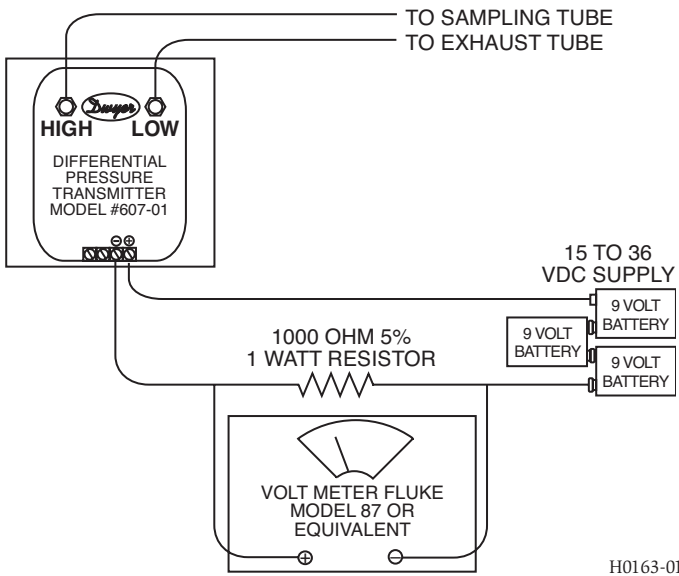 TO SAMPLING TUBE
TO EXHAUST TUBE
Dwyer
HIGH
LOW
DIFFERENTIAL
PRESSURE
TRANSMITTER
MODEL #607-01
⊖⊕
15 TO 36
VDC SUPPLY
9 VOLT
BATTERY
9 VOLT
BATTERY
9 VOLT
BATTERY
1000 OHM 5%
1 WATT RESISTOR
VOLT METER FLUKE
MODEL 87 OR
EQUIVALENT
⊕ ⊖